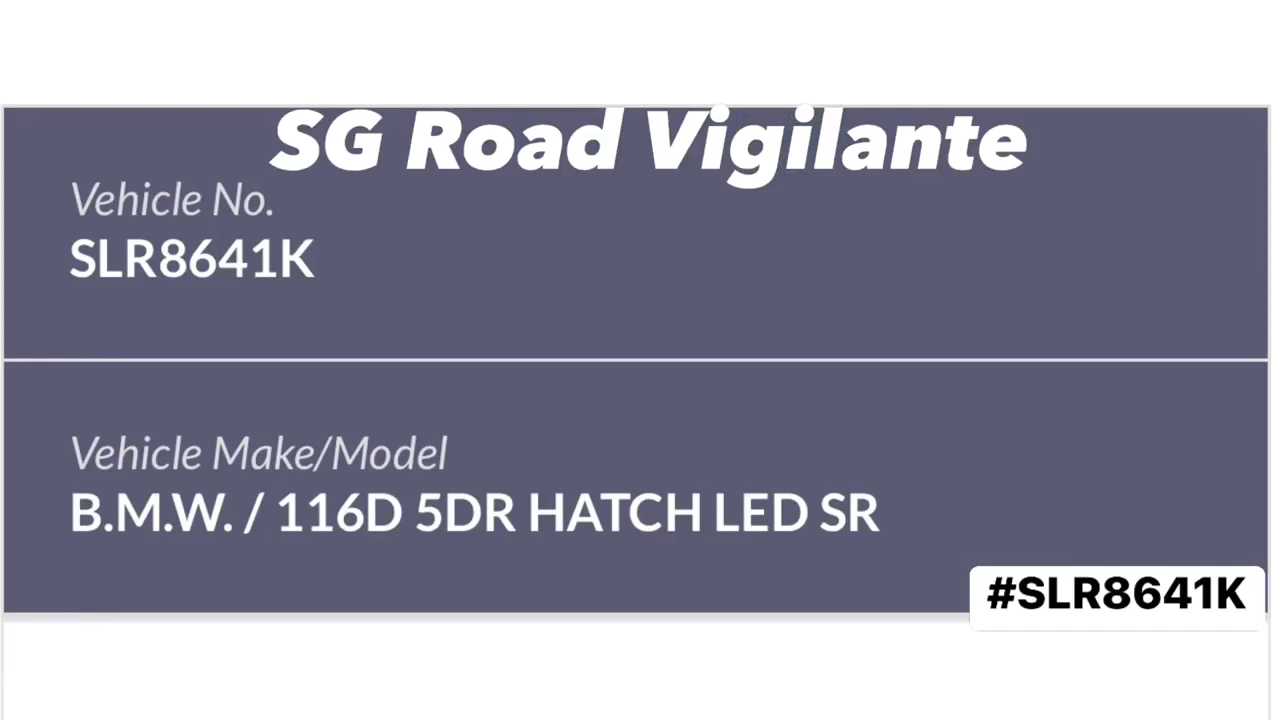 SG Road Vigilante
Vehicle No.
SLR8641K
Vehicle Make/Model
B.M.W. / 116D 5DR HATCH LED SR
#SLR8641K